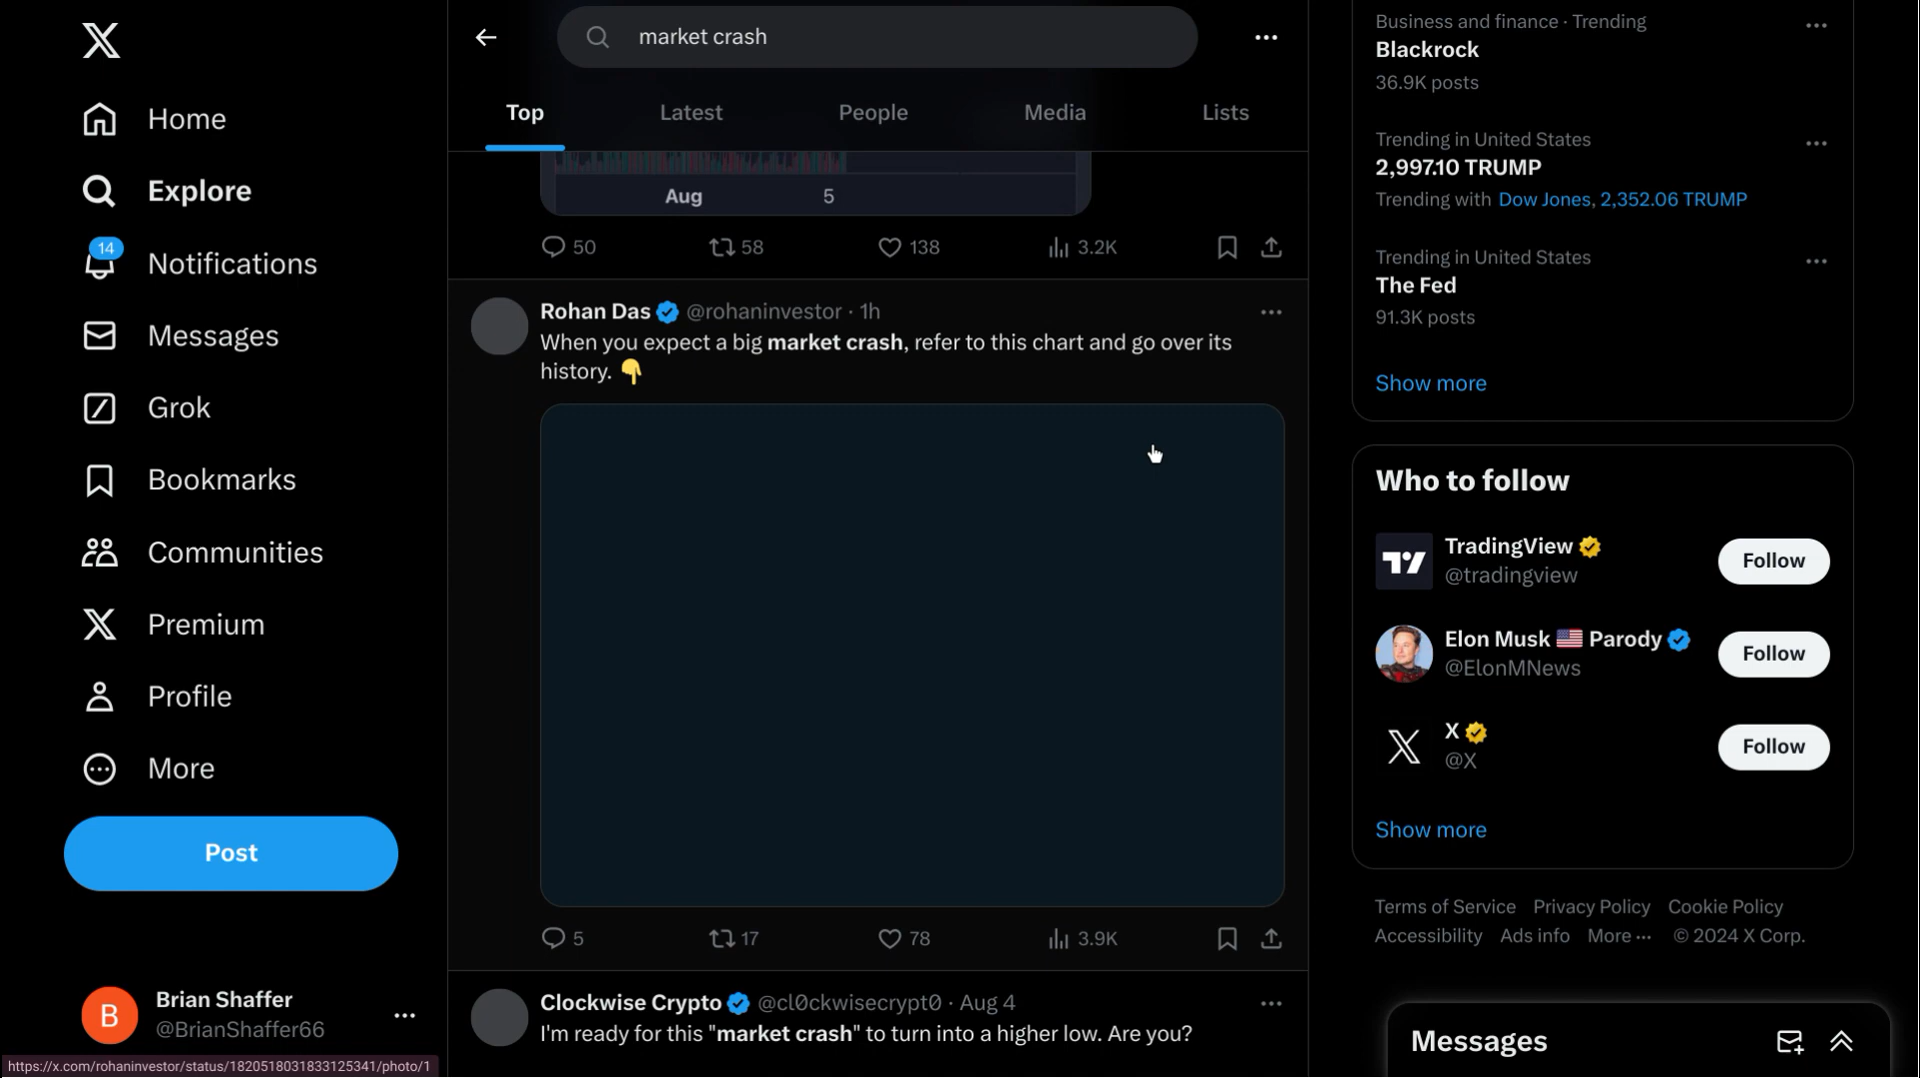 Home
Explore
14
Notifications
Messages
Grok
Bookmarks
Communities
Premium
Profile
More
Post
B
Brian Shaffer
@BrianShaffer66
https://x.com/rohaninvestor/status/1820518031833125341/photo/1
market crash
Top
Latest
People
Media
Lists
Aug 5
50 58 138 3.2K
Rohan Das @rohaninvestor · 1h
When you expect a big market crash, refer to this chart and go over its
history. 👇
5 17 78 3.9K
Clockwise Crypto @cl0ckwisecrypt0 · Aug 4
I'm ready for this "market crash" to turn into a higher low. Are you?
Business and finance · Trending
Blackrock
36.9K posts
Trending in United States
2,997.10 TRUMP
Trending with Dow Jones, 2,352.06 TRUMP
Trending in United States
The Fed
91.3K posts
Show more
Who to follow
TradingView
@tradingview
Follow
Elon Musk 🇺🇸 Parody
@ElonMNews
Follow
X
@X
Follow
Show more
Terms of Service Privacy Policy Cookie Policy
Accessibility Ads info More ··· © 2024 X Corp.
Messages